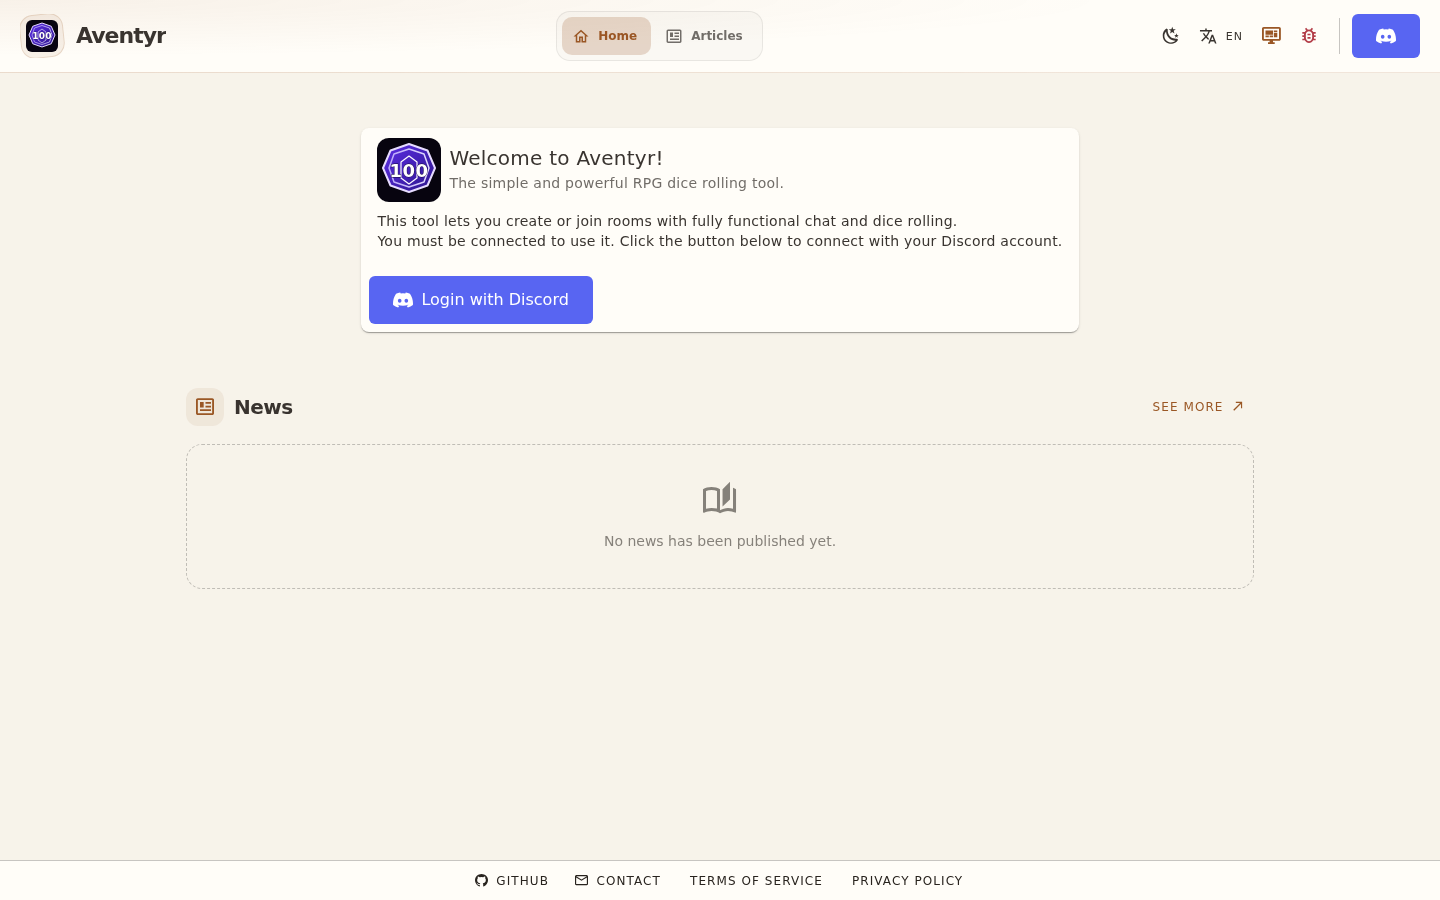 100
Aventyr
Home
Articles
EN
100
Welcome to Aventyr!
The simple and powerful RPG dice rolling tool.
This tool lets you create or join rooms with fully functional chat and dice rolling.
You must be connected to use it. Click the button below to connect with your Discord account.
Login with Discord
News
SEE MORE
No news has been published yet.
GITHUB
CONTACT
TERMS OF SERVICE
PRIVACY POLICY